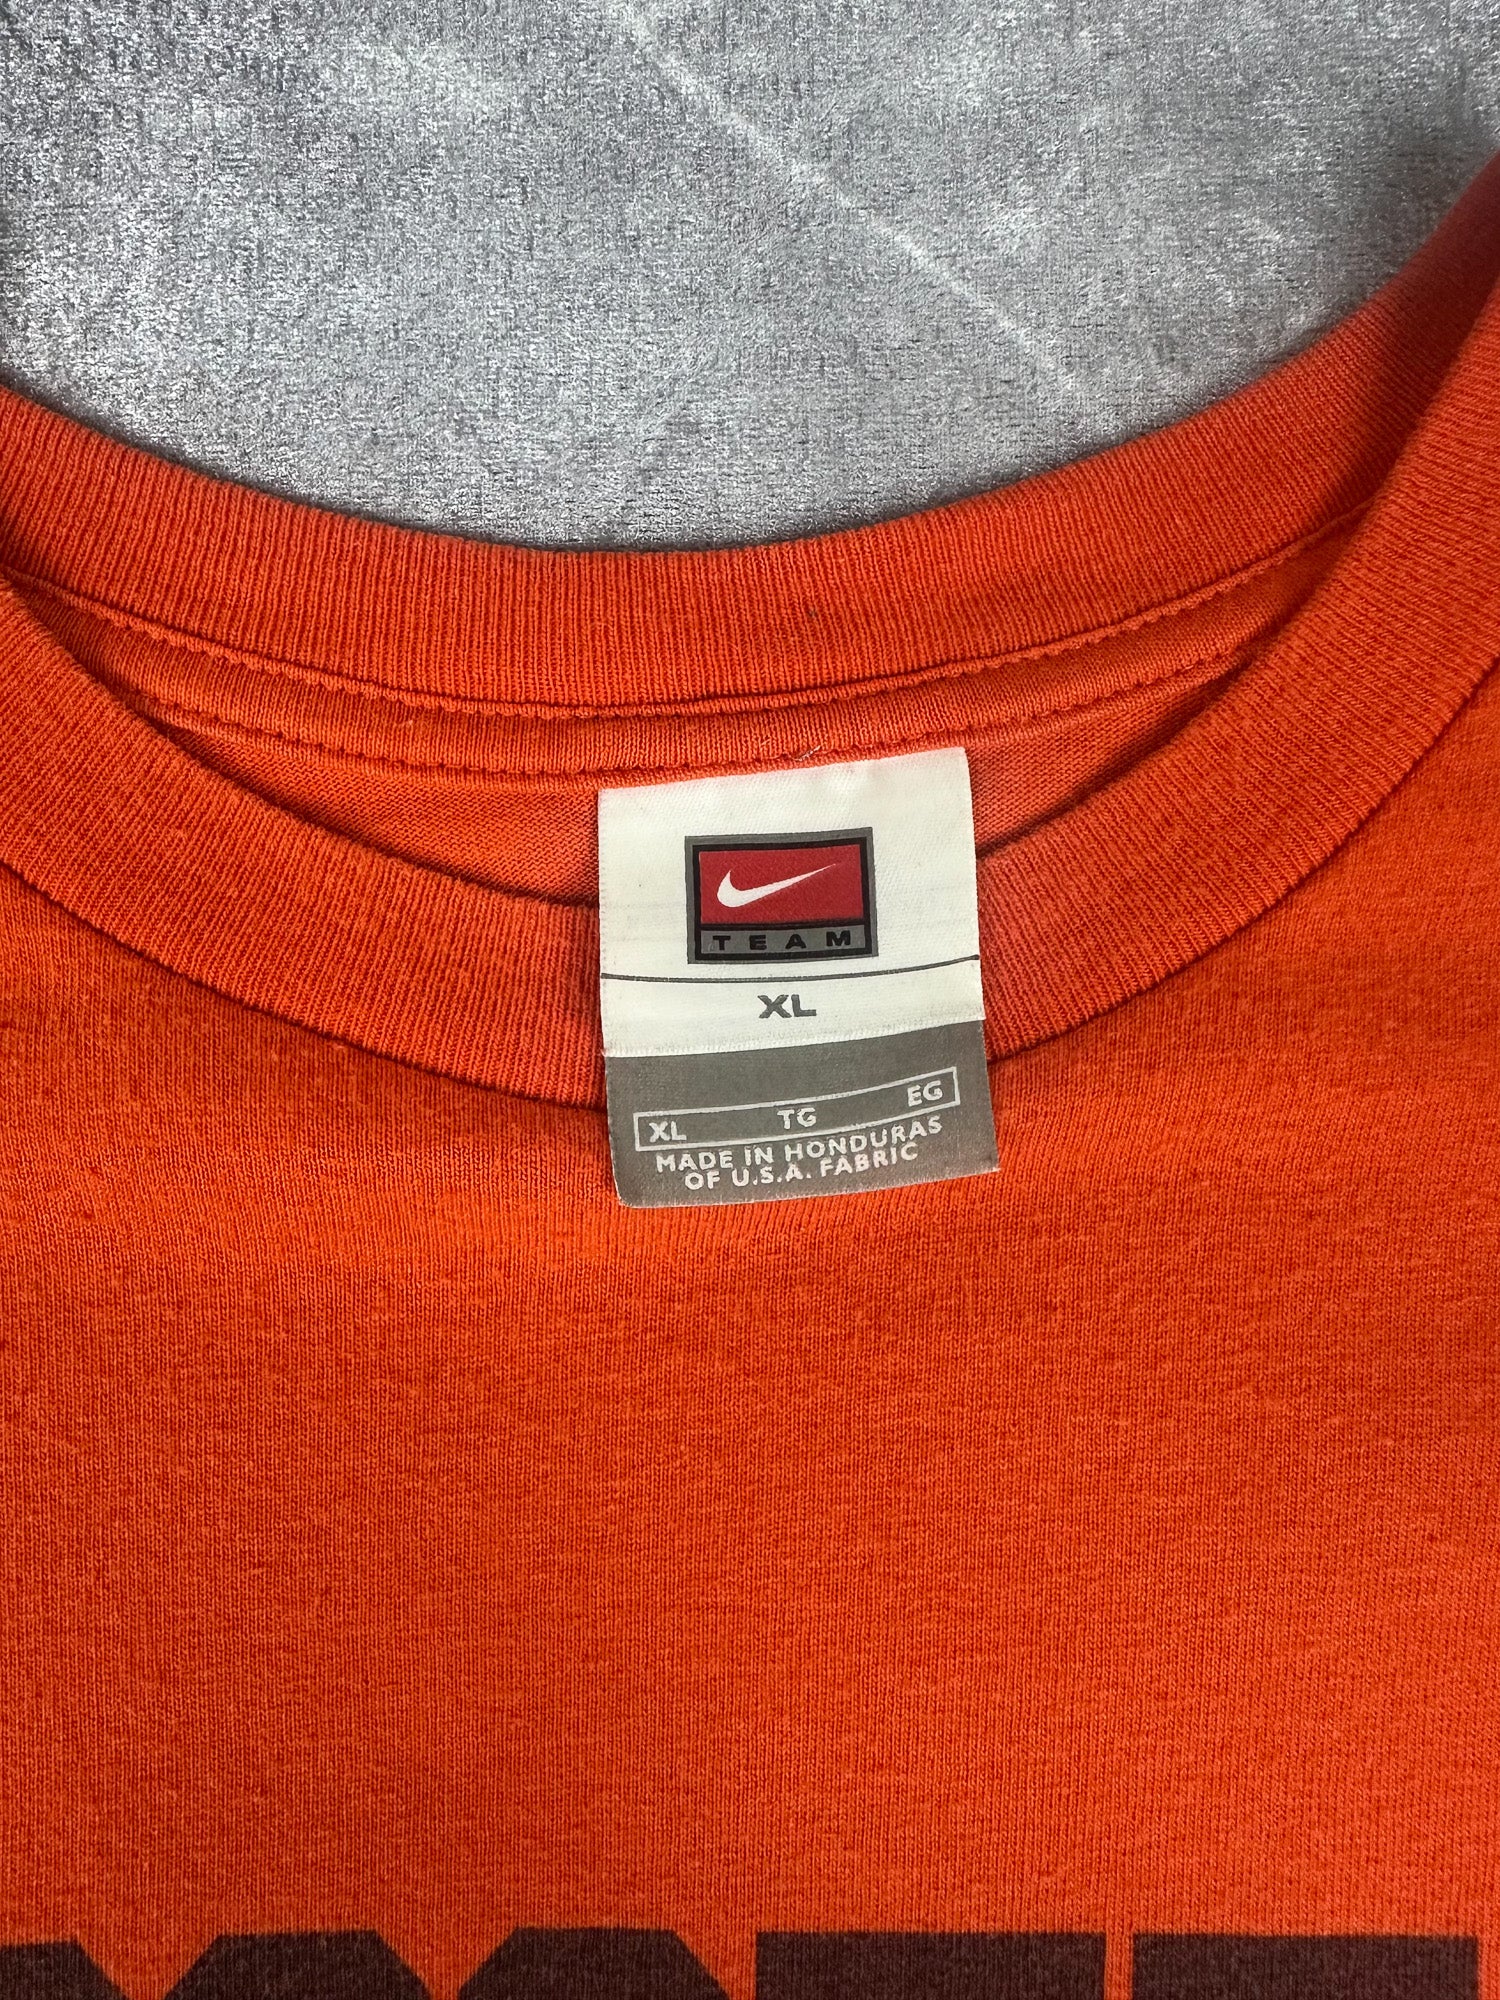 TEAM
XL
XL TG EG
MADE IN HONDURAS
OF U.S.A. FABRIC